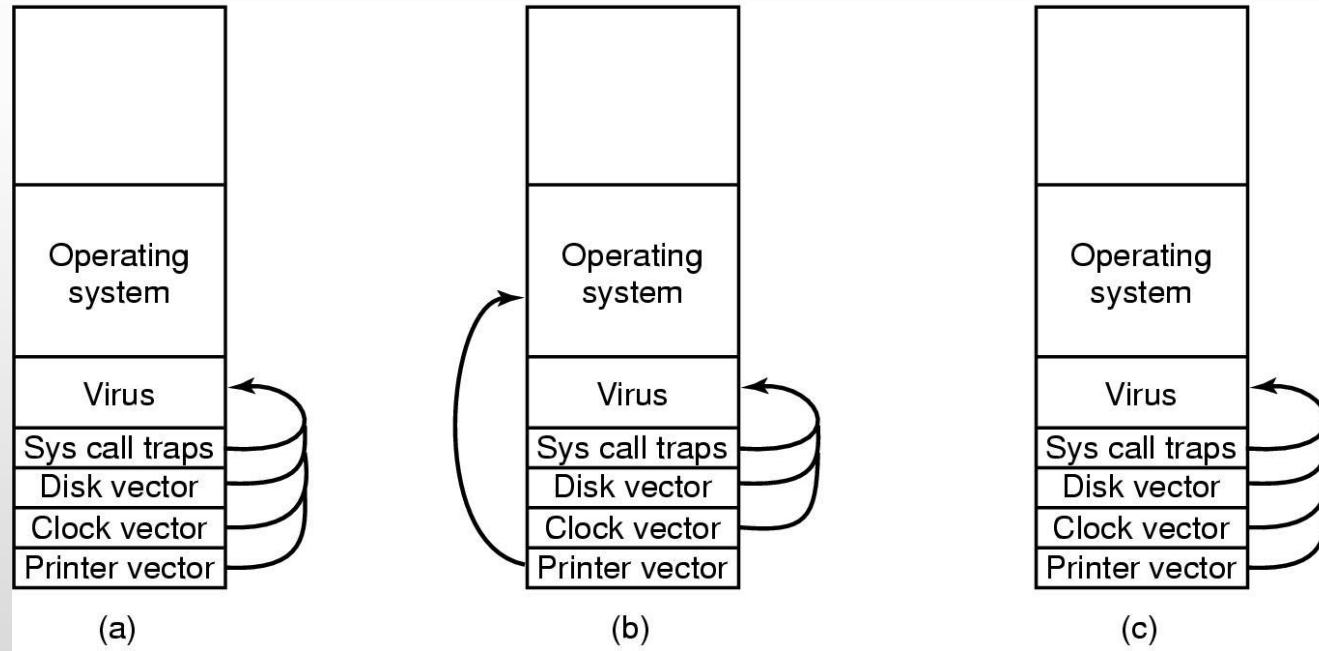 Operating
system
Virus
Sys call traps
Disk vector
Clock vector
Printer vector
(a)
Operating
system
Virus
Sys call traps
Disk vector
Clock vector
Printer vector
(b)
Operating
system
Virus
Sys call traps
Disk vector
Clock vector
Printer vector
(c)